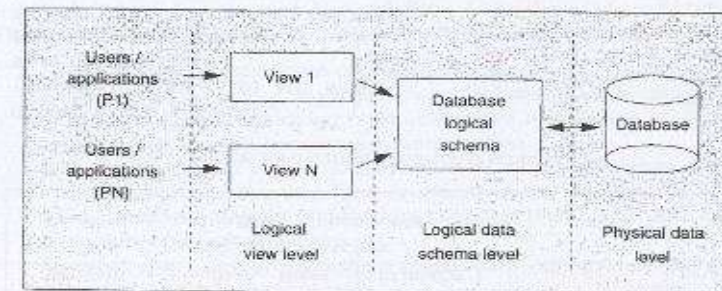 Users /
applications
(P1)
View 1
Users /
applications
(PN)
View N
Database
logical
schema
Database
Logical
view level
Logical data
schema level
Physical data
level